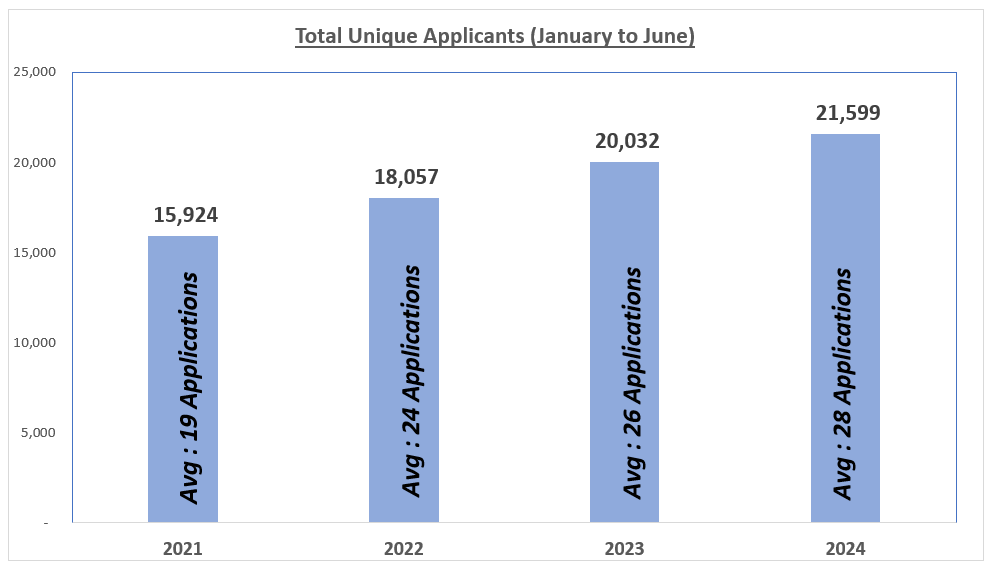 Total Unique Applicants (January to June)
25,000
20,000
15,000
10,000
5,000
-
15,924
18,057
20,032
21,599
Avg : 19 Applications
Avg : 24 Applications
Avg : 26 Applications
Avg : 28 Applications
2021
2022
2023
2024